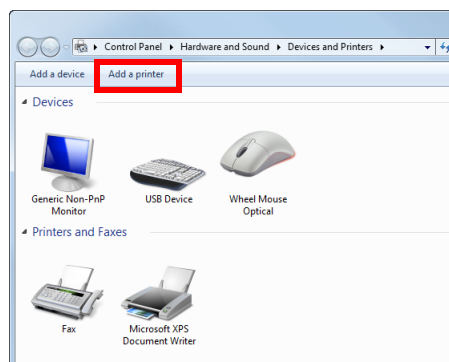 Control Panel Hardware and Sound Devices and Printers
Add a device Add a printer
Devices
Generic Non-PnP
Monitor
USB Device
Wheel Mouse
Optical
Printers and Faxes
Fax
Microsoft XPS
Document Writer